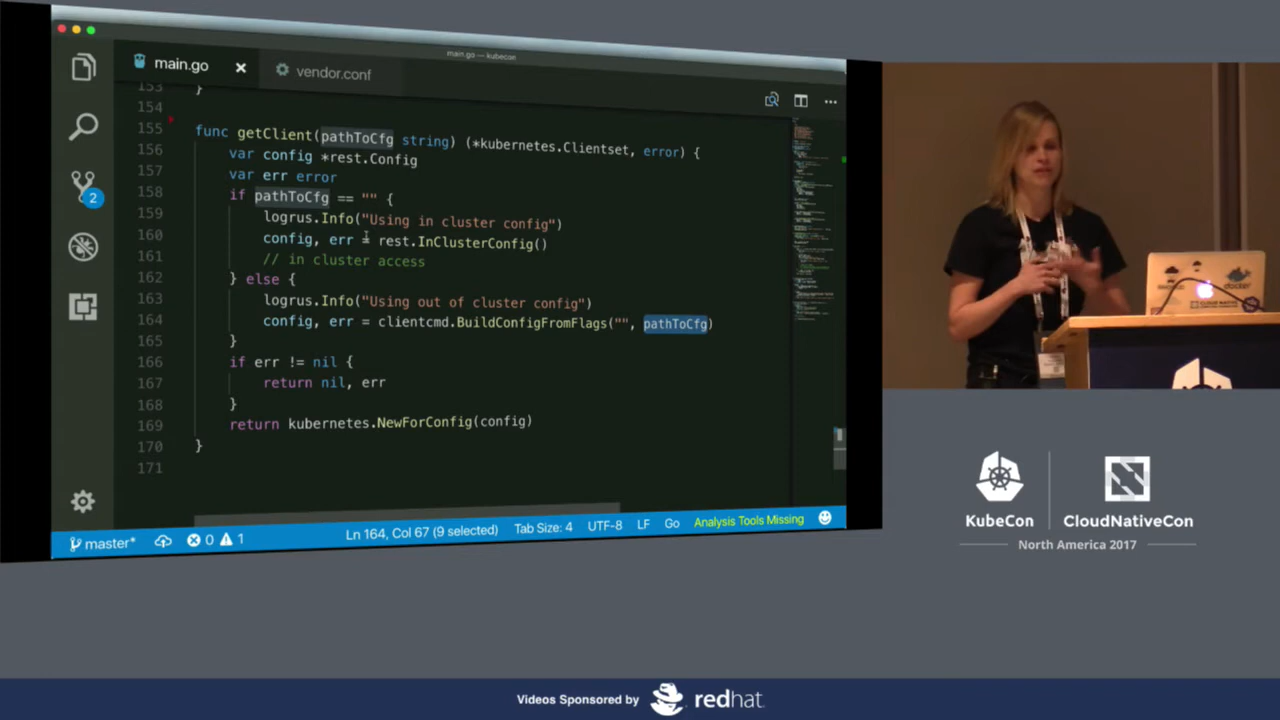 main.go — kubecon
main.go
vendor.conf
153 }
154
155 func getClient(pathToCfg string) (*kubernetes.Clientset, error) {
156 var config *rest.Config
157 var err error
158 if pathToCfg == "" {
159 logrus.Info("Using in cluster config")
160 config, err = rest.InClusterConfig()
161 // in cluster access
162 } else {
163 logrus.Info("Using out of cluster config")
164 config, err = clientcmd.BuildConfigFromFlags("", pathToCfg)
165 }
166 if err != nil {
167 return nil, err
168 }
169 return kubernetes.NewForConfig(config)
170 }
171
2
master* 0 1 Ln 164, Col 67 (9 selected) Tab Size: 4 UTF-8 LF Go Analysis Tools Missing
docker
CLOUD NATIVE
KubeCon
CloudNativeCon
North America 2017
Videos Sponsored by redhat.